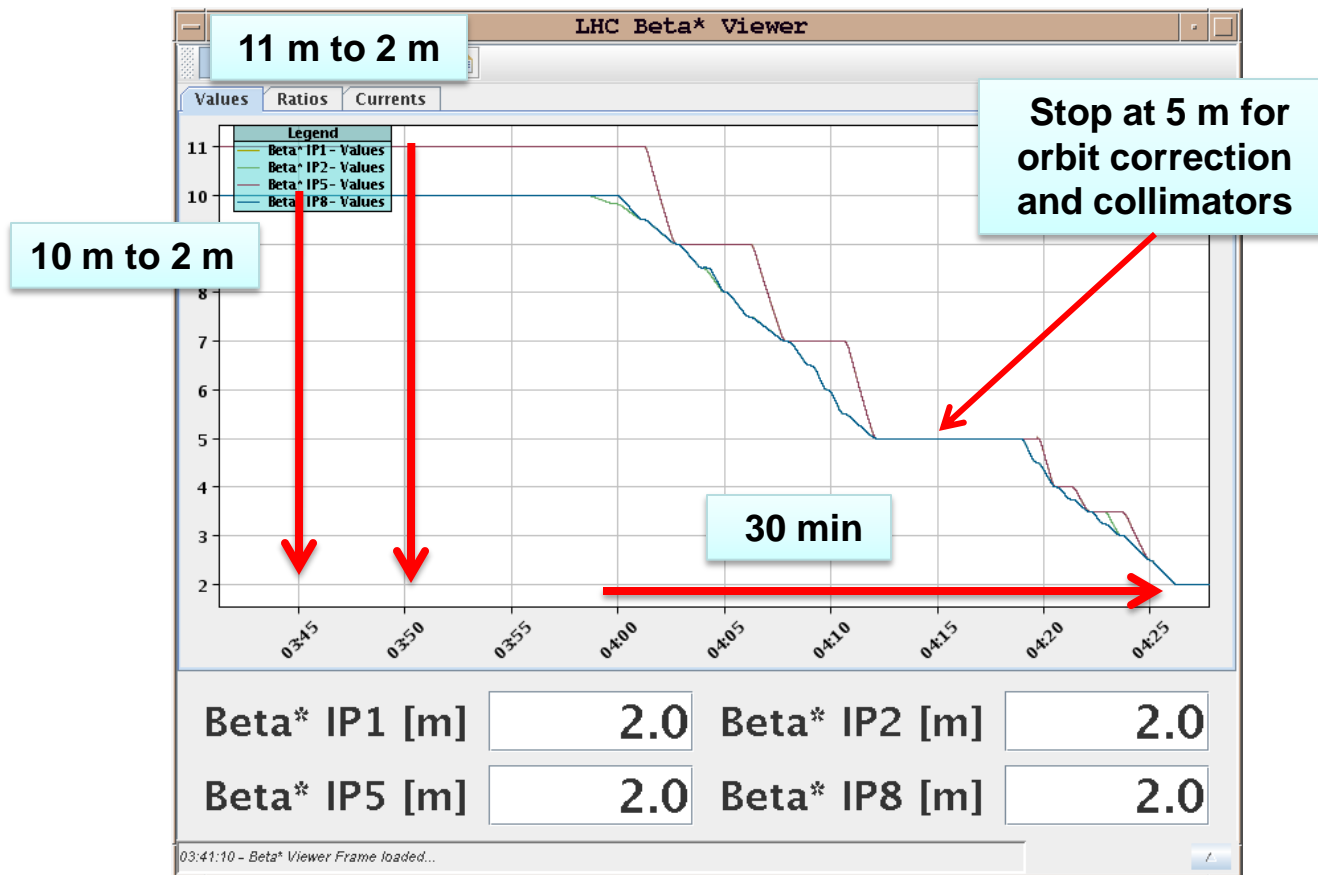 LHC Beta* Viewer
11 m to 2 m
Values Ratios Currents
Stop at 5 m for
orbit correction
and collimators
Legend
Beta* IP1 - Values
Beta* IP2 - Values
Beta* IP5 - Values
Beta* IP8 - Values
10 m to 2 m
11
10
8
7
6
5
4
3
2
30 min
03:45 03:50 03:55 04:00 04:05 04:10 04:15 04:20 04:25
Beta* IP1 [m] 2.0 Beta* IP2 [m] 2.0
Beta* IP5 [m] 2.0 Beta* IP8 [m] 2.0
03:41:10 - Beta* Viewer Frame loaded...